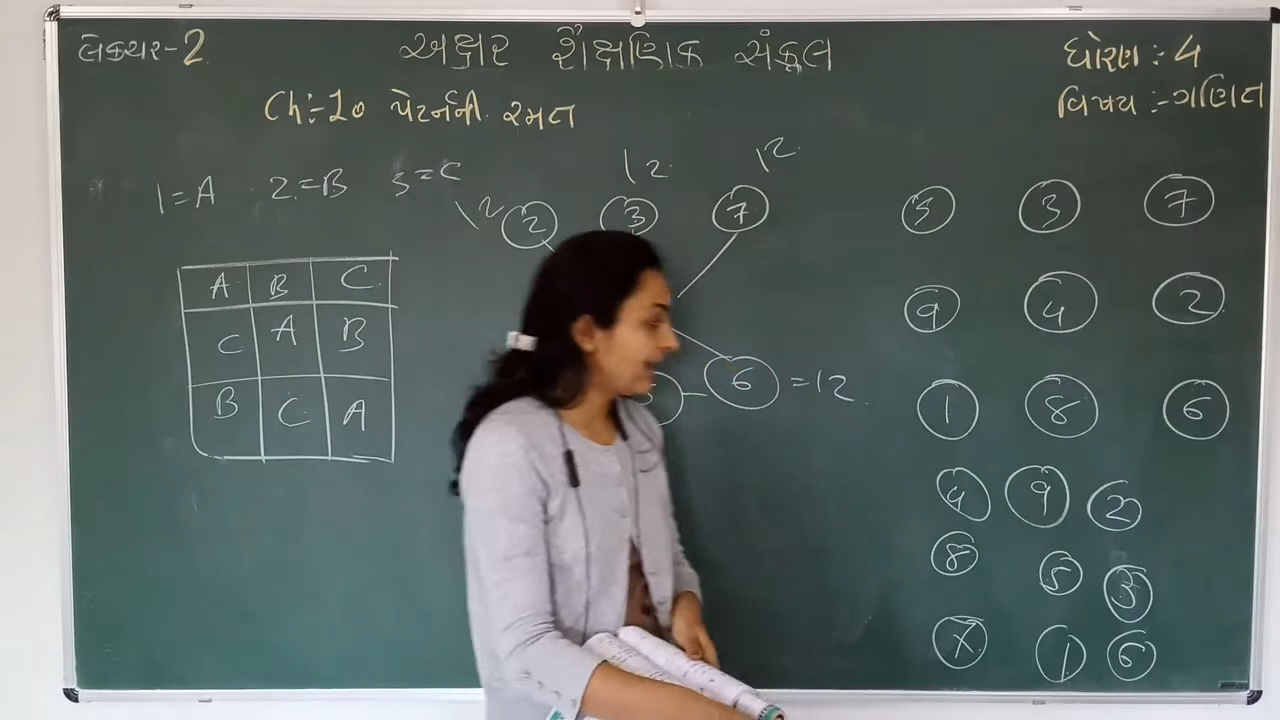 લેક્ચર-2
અક્ષર શૈક્ષણિક સંકૂલ
ધોરણ : 4
Ch:-10 પેટર્નની રમત
વિષય :-ગણિત
1=A 2=B 3=C
12 12 12
2 3 7
A B C
C A B
B C A
6 =12
5 3 7
9 4 2
1 8 6
4 9 2
8 5 3
7 1 6